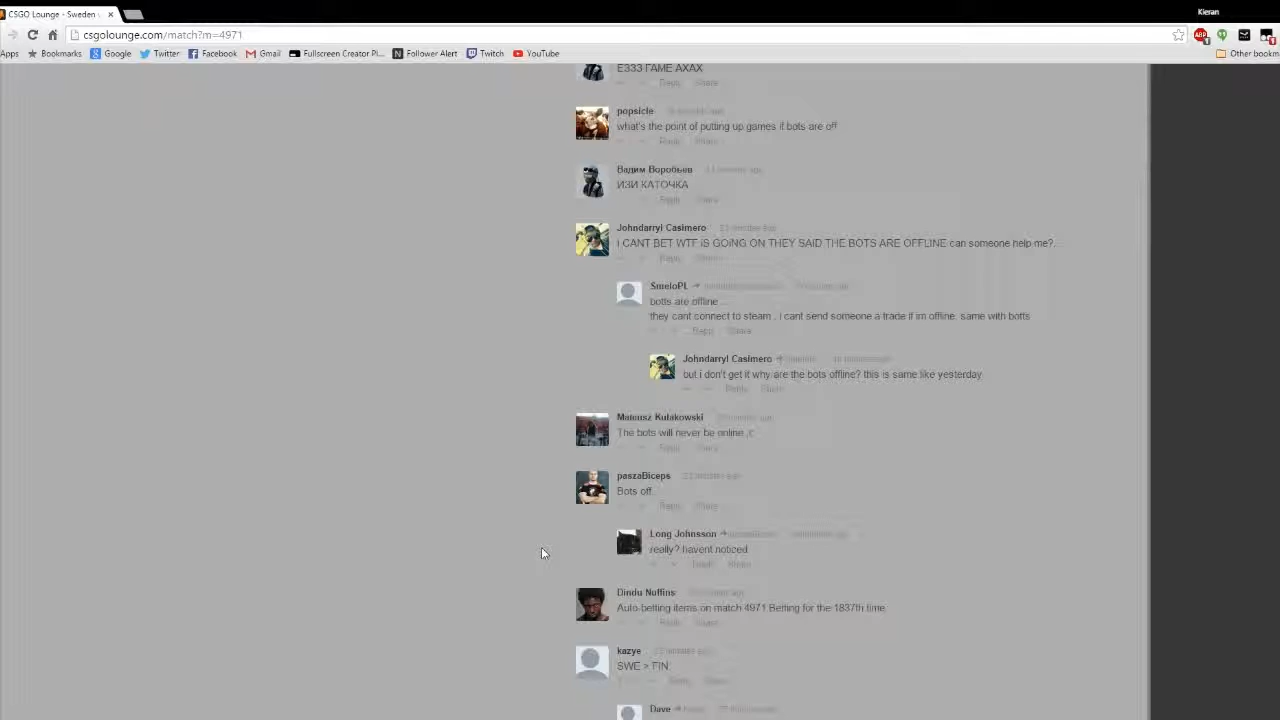 Kieran
CSGO Lounge - Sweden
csgolounge.com/match?m=4971
Apps Bookmarks Google Twitter Facebook Gmail Fullscreen Creator Pl... Follower Alert Twitch YouTube Other bookm
ЕЗЗЗ ГАМЕ АХАХ
Reply Share
popsicle
what's the point of putting up games if bots are off
Reply Share
Вадим Воробьев
ИЗИ КАТОЧКА
Reply Share
Johndarryl Casimero
I CANT BET WTF IS GOING ON THEY SAID THE BOTS ARE OFFLINE can someone help me?.
Reply Share
SmeloPL
botts are offline
they cant connect to steam . i cant send someone a trade if im offline. same with botts
Reply Share
Johndarryl Casimero
but i don't get it why are the bots offline? this is same like yesterday
Reply Share
Mateusz Kulakowski
The bots will never be online ;(
Reply Share
paszaBiceps
Bots off.
Reply Share
Long Johnsson
really? havent noticed
Reply Share
Dindu Nuffins
Auto-betting items on match 4971 Betting for the 1837th time.
Reply Share
kazye
SWE > FIN
Reply Share
Dave